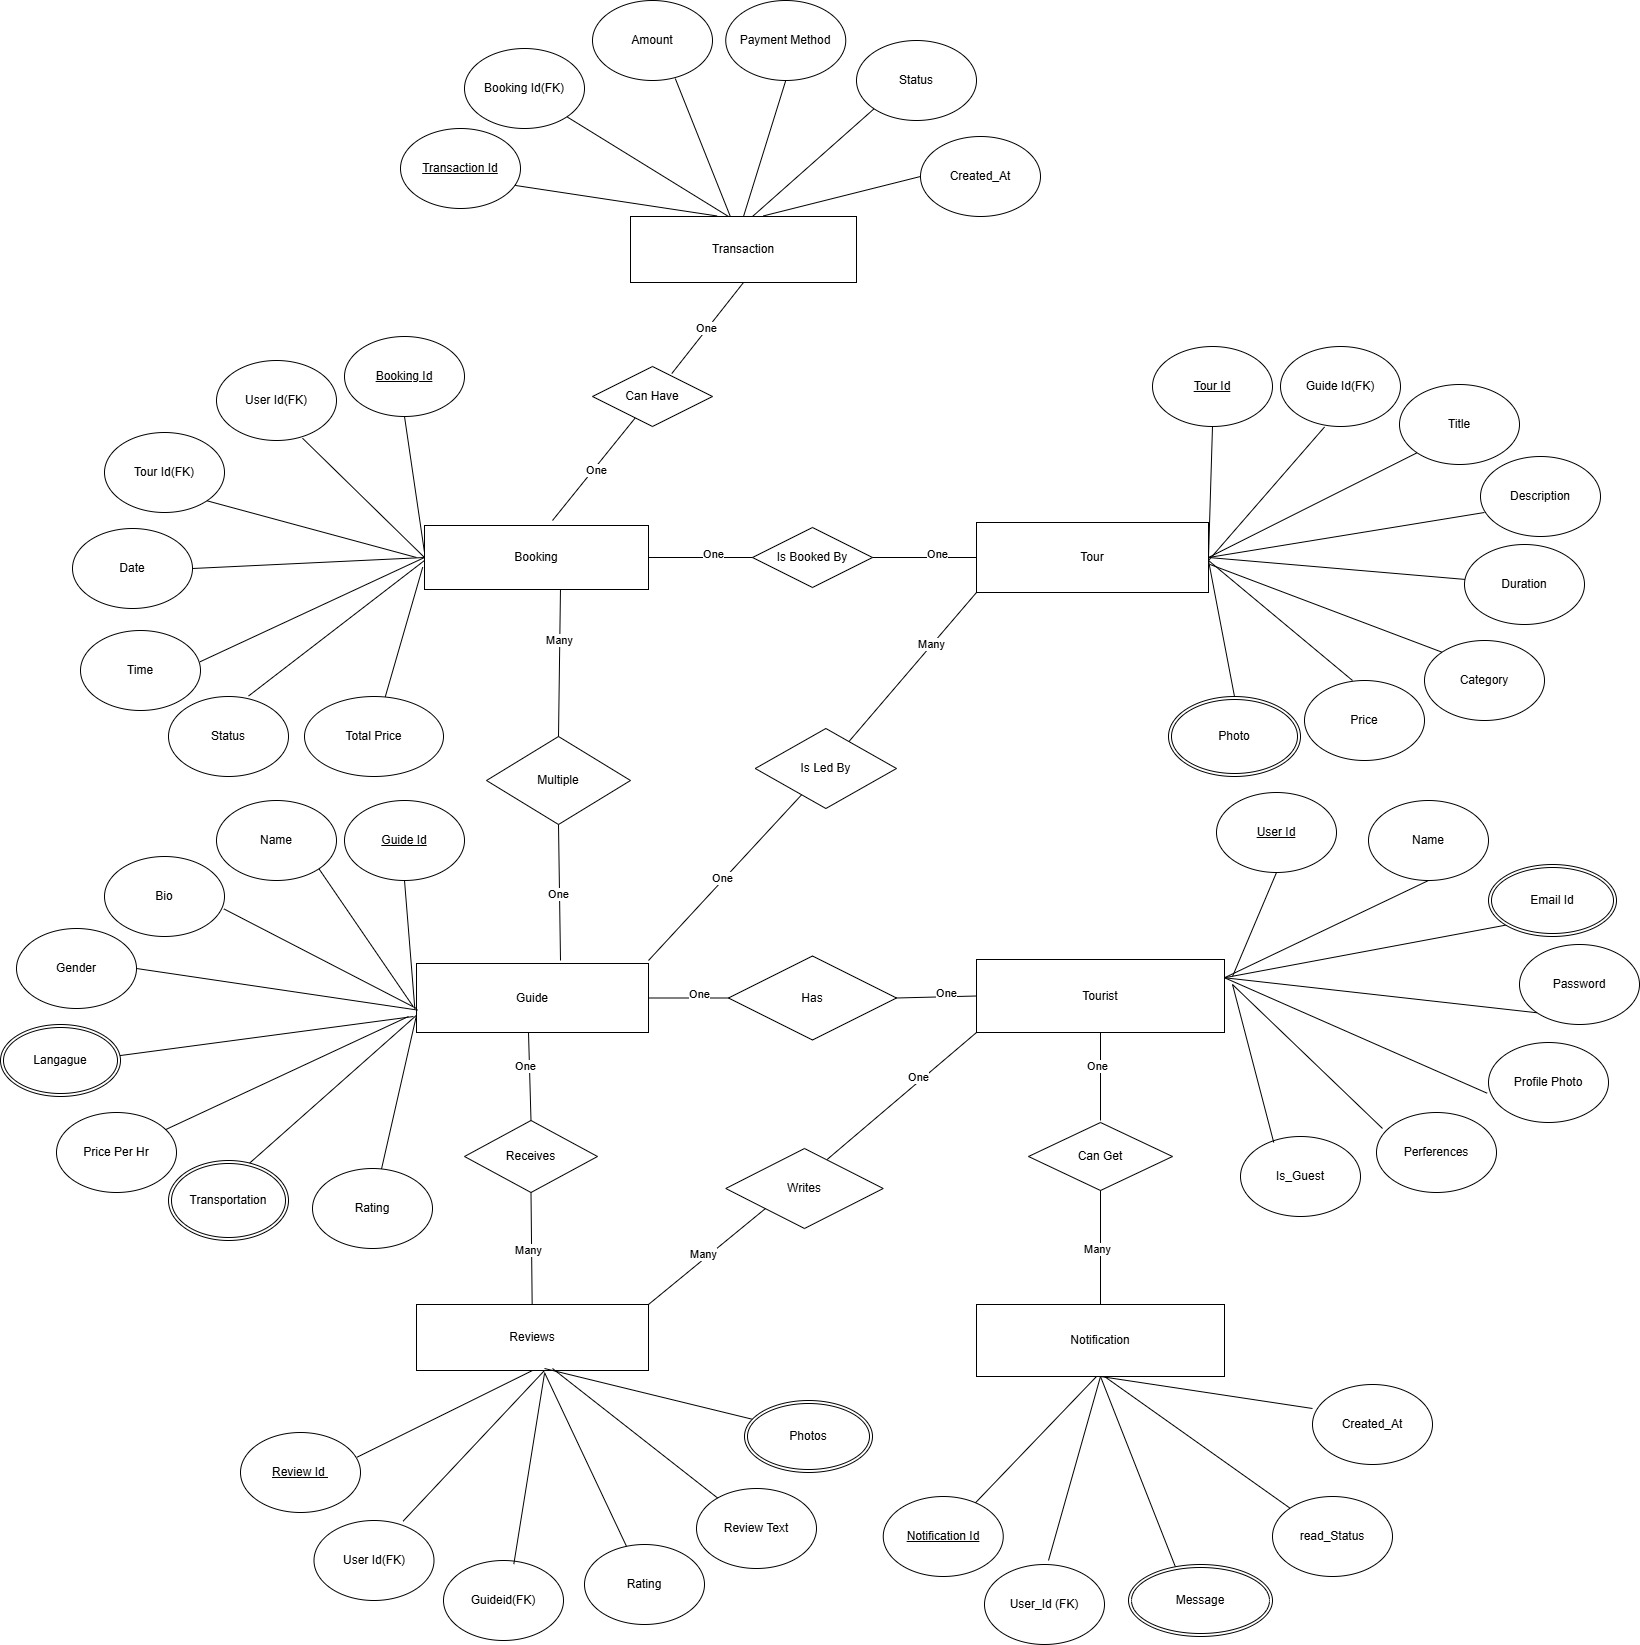 Amount
Payment Method
Status
Booking Id(FK)
Transaction Id
Created_At
Transaction
One
Can Have
One
Booking Id
User Id(FK)
Tour Id(FK)
Date
Time
Status
Total Price
Booking
One
Is Booked By
One
Tour
Tour Id
Guide Id(FK)
Title
Description
Duration
Category
Price
Photo
Many
Multiple
One
Many
Is Led By
One
Guide Id
Name
Bio
Gender
Langague
Price Per Hr
Transportation
Rating
Guide
One
Has
One
Tourist
User Id
Name
Email Id
Password
Profile Photo
Perferences
Is_Guest
One
Receives
Many
One
Writes
Many
One
Can Get
Many
Reviews
Notification
Review Id
User Id(FK)
Guideid(FK)
Rating
Review Text
Photos
Notification Id
User_Id (FK)
Message
read_Status
Created_At